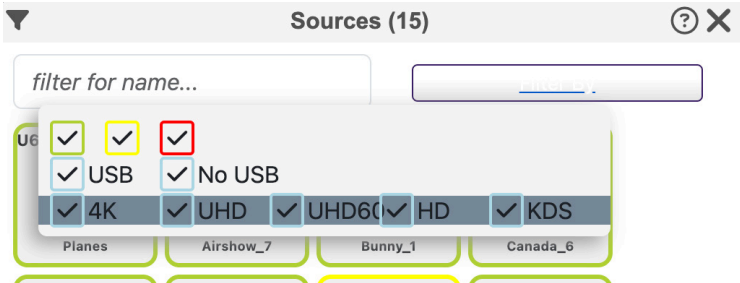 Sources (15)
filter for name...
U6
USB No USB
4K UHD UHD60 HD KDS
Planes Airshow_7 Bunny_1 Canada_6